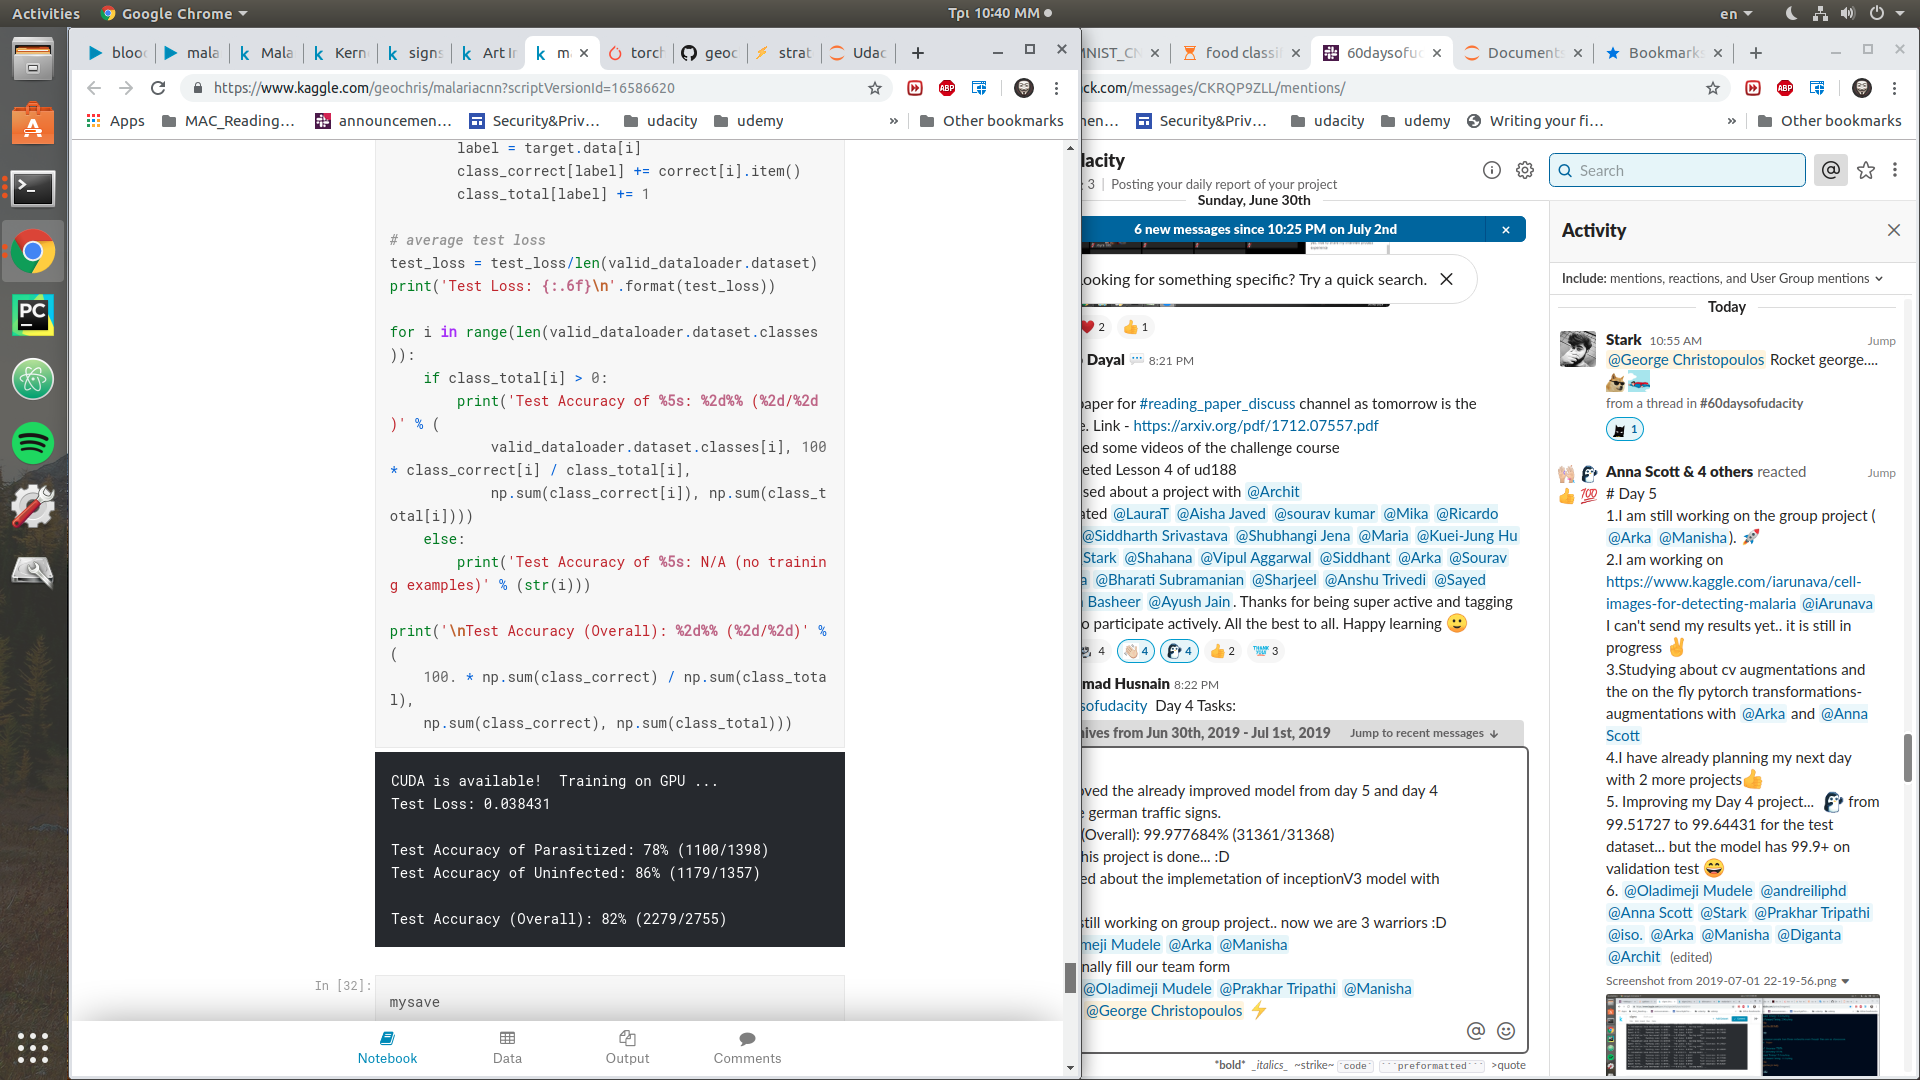 Activities
Google Chrome
Τρι 10:40 ΜΜ
en
bloo
mala
Mala
Kern
signs
Art In
ma
torch
geoc
strat
Udac
https://www.kaggle.com/geochris/malariacnn?scriptVersionId=16586620
Apps
MAC_Reading...
announcemen...
Security&Priv...
udacity
udemy
»
Other bookmarks
label = target.data[i]
class_correct[label] += correct[i].item()
class_total[label] += 1
# average test loss
test_loss = test_loss/len(valid_dataloader.dataset)
print('Test Loss: {:.6f}\n'.format(test_loss))
for i in range(len(valid_dataloader.dataset.classes
)):
if class_total[i] > 0:
print('Test Accuracy of %5s: %2d%% (%2d/%2d
)' % (
valid_dataloader.dataset.classes[i], 100
* class_correct[i] / class_total[i],
np.sum(class_correct[i]), np.sum(class_t
otal[i])))
else:
print('Test Accuracy of %5s: N/A (no trainin
g examples)' % (str(i)))
print('\nTest Accuracy (Overall): %2d%% (%2d/%2d)' %
(
100. * np.sum(class_correct) / np.sum(class_tota
l),
np.sum(class_correct), np.sum(class_total)))
CUDA is available!  Training on GPU ...
Test Loss: 0.038431
Test Accuracy of Parasitized: 78% (1100/1398)
Test Accuracy of Uninfected: 86% (1179/1357)
Test Accuracy (Overall): 82% (2279/2755)
In [32]:
mysave
Notebook
Data
Output
Comments
MNIST_CN
food classif
60daysofud
Documents
Bookmarks
ck.com/messages/CKRQP9ZLL/mentions/
men...
Security&Priv...
udacity
udemy
Writing your fi...
»
Other bookmarks
dacity
3 | Posting your daily report of your project
Search
Sunday, June 30th
6 new messages since 10:25 PM on July 2nd
ooking for something specific? Try a quick search.
2
1
Dayal 8:21 PM
paper for #reading_paper_discuss channel as tomorrow is the
e. Link - https://arxiv.org/pdf/1712.07557.pdf
ed some videos of the challenge course
eted Lesson 4 of ud188
sed about a project with @Archit
ated @LauraT @Aisha Javed @sourav kumar @Mika @Ricardo
@Siddharth Srivastava @Shubhangi Jena @Maria @Kuei-Jung Hu
Stark @Shahana @Vipul Aggarwal @Siddhant @Arka @Sourav
a @Bharati Subramanian @Sharjeel @Anshu Trivedi @Sayed
Basheer @Ayush Jain. Thanks for being super active and tagging
o participate actively. All the best to all. Happy learning
4
4
4
2
THANK YOU 3
mad Husnain 8:22 PM
sofudacity Day 4 Tasks:
hives from Jun 30th, 2019 - Jul 1st, 2019
Jump to recent messages ↓
oved the already improved model from day 5 and day 4
e german traffic signs.
(Overall): 99.977684% (31361/31368)
his project is done... :D
ed about the implemetation of inceptionV3 model with
still working on group project.. now we are 3 warriors :D
meji Mudele @Arka @Manisha
nally fill our team form
@Oladimeji Mudele @Prakhar Tripathi @Manisha
@George Christopoulos
*bold* _italics_ ~strike~ `code` ```preformatted``` >quote
Activity
Include: mentions, reactions, and User Group mentions
Today
Stark 10:55 AM
Jump
@George Christopoulos Rocket george....
from a thread in #60daysofudacity
1
Anna Scott & 4 others reacted
Jump
# Day 5
1.I am still working on the group project (
@Arka @Manisha).
2.I am working on
https://www.kaggle.com/iarunava/cell-
images-for-detecting-malaria @iArunava
I can't send my results yet.. it is still in
progress
3.Studying about cv augmentations and
the on the fly pytorch transformations-
augmentations with @Arka and @Anna
Scott
4.I have already planning my next day
with 2 more projects
5. Improving my Day 4 project... from
99.51727 to 99.64431 for the test
dataset... but the model has 99.9+ on
validation test
6. @Oladimeji Mudele @andreiliphd
@Anna Scott @Stark @Prakhar Tripathi
@iso. @Arka @Manisha @Diganta
@Archit (edited)
Screenshot from 2019-07-01 22-19-56.png